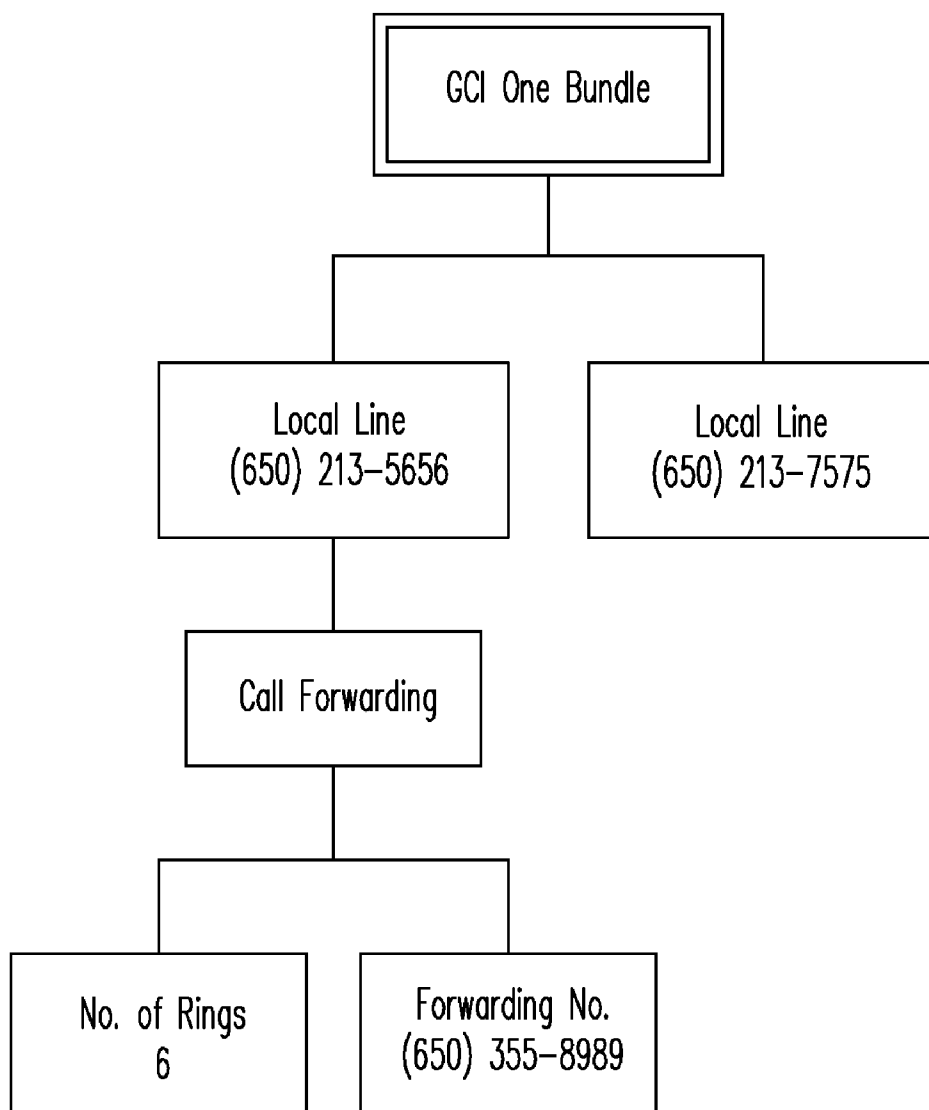 GCI One Bundle
Local Line
(650) 213-5656
Local Line
(650) 213-7575
Call Forwarding
No. of Rings
6
Forwarding No.
(650) 355-8989